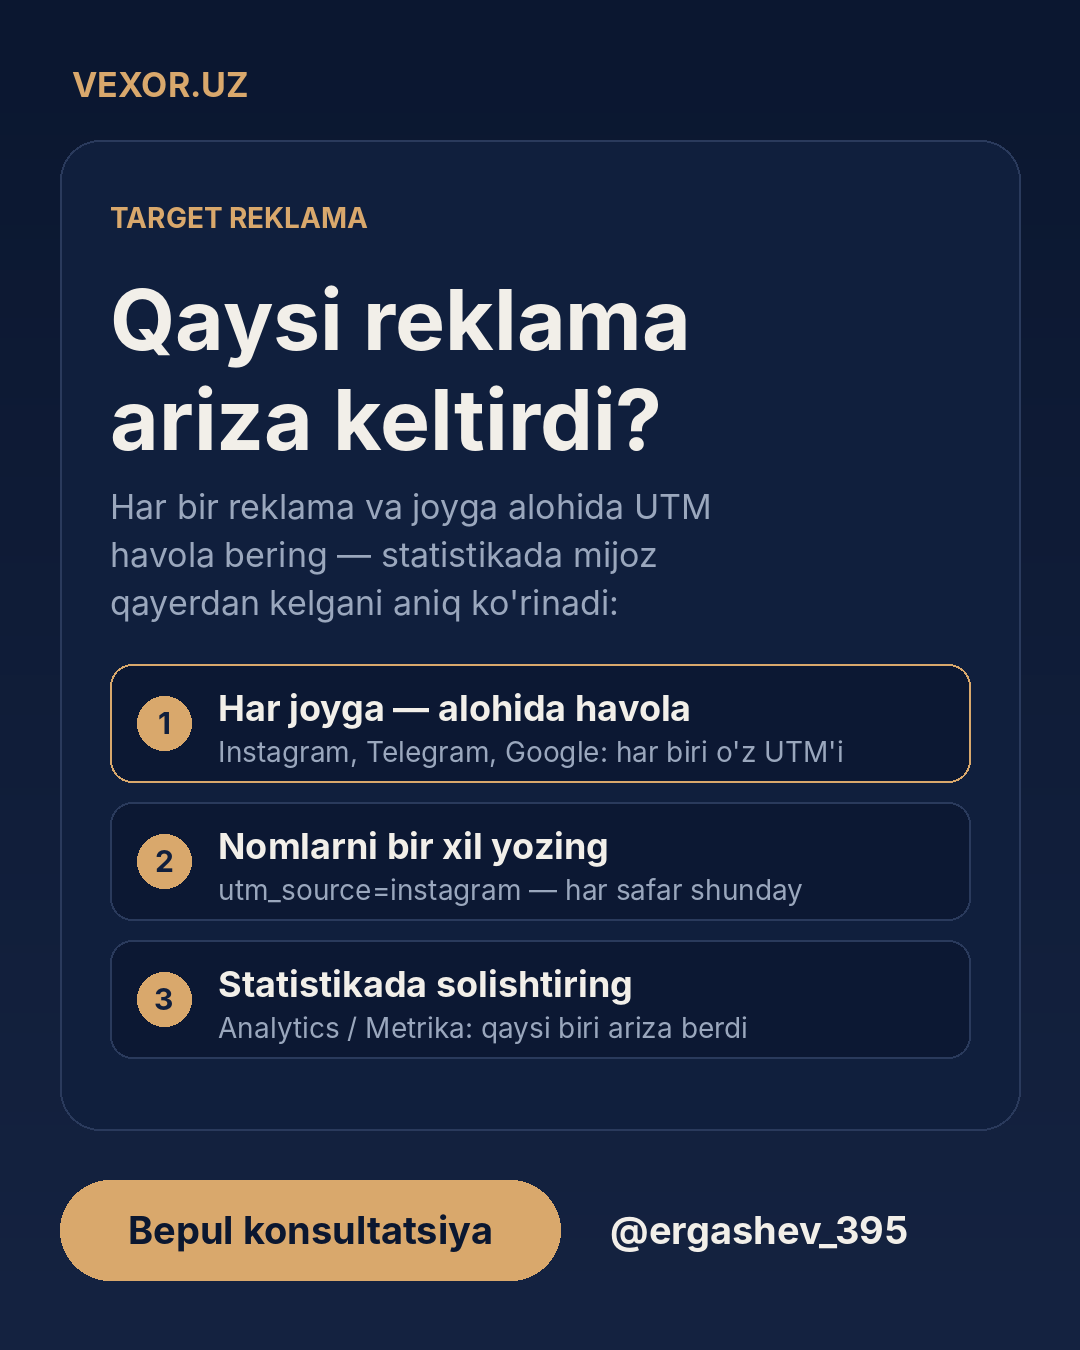 VEXOR.UZ
TARGET REKLAMA
Qaysi reklama
ariza keltirdi?
Har bir reklama va joyga alohida UTM
havola bering — statistikada mijoz
qayerdan kelgani aniq ko'rinadi:
1
Har joyga — alohida havola
Instagram, Telegram, Google: har biri o'z UTM'i
2
Nomlarni bir xil yozing
utm_source=instagram — har safar shunday
3
Statistikada solishtiring
Analytics / Metrika: qaysi biri ariza berdi
Bepul konsultatsiya
@ergashev_395